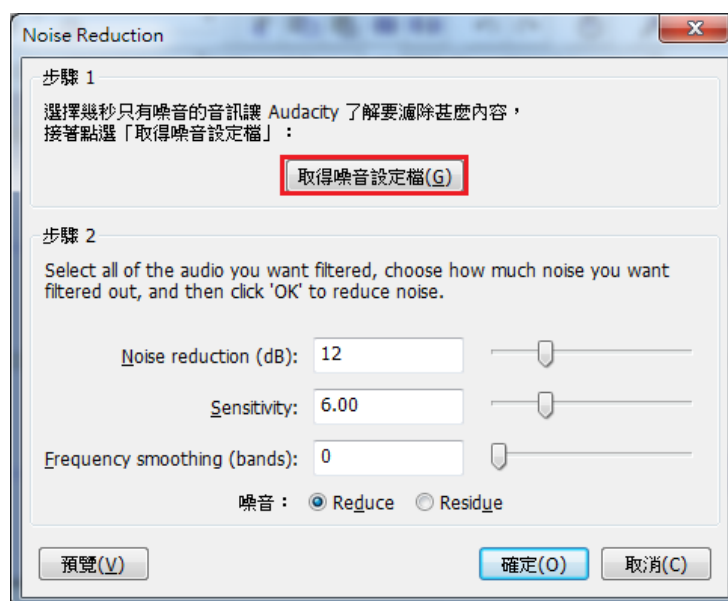 Noise Reduction
步驟 1
選擇幾秒只有噪音的音訊讓 Audacity 了解要濾除甚麼內容，
接著點選「取得噪音設定檔」：
取得噪音設定檔(G)
步驟 2
Select all of the audio you want filtered, choose how much noise you want
filtered out, and then click 'OK' to reduce noise.
Noise reduction (dB): 12
Sensitivity: 6.00
Frequency smoothing (bands): 0
噪音： Reduce Residue
預覽(V) 確定(O) 取消(C)